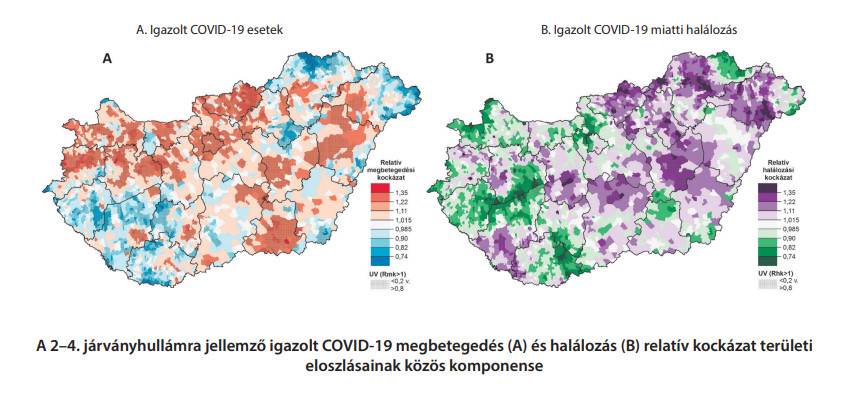 A. Igazolt COVID-19 esetek
B. Igazolt COVID-19 miatti halálozás
A
B
Relatív
megbetegedési
kockázat
1,35
1,22
1,11
1,015
0,985
0,90
0,82
0,74
UV (Rmk>1)
<0,2 v.
>0,8
Relatív
halálozási
kockázat
1,35
1,22
1,11
1,015
0,985
0,90
0,82
0,74
UV (Rhk>1)
<0,2 v.
>0,8
A 2–4. járványhullámra jellemző igazolt COVID-19 megbetegedés (A) és halálozás (B) relatív kockázat területi
eloszlásainak közös komponense